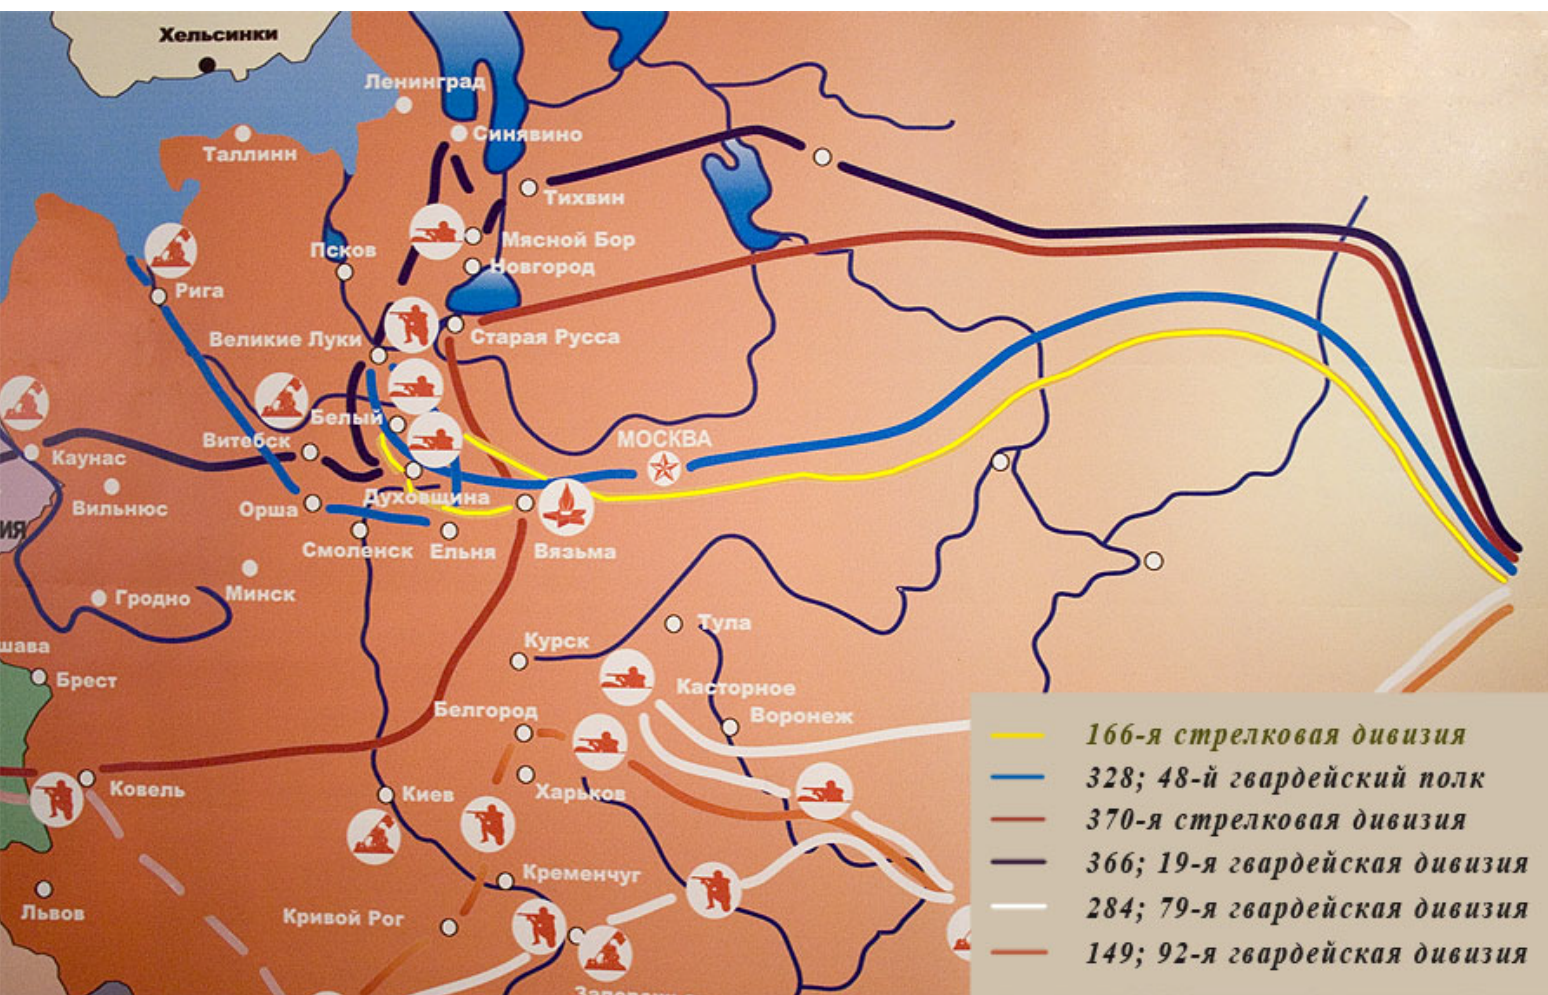 Хельсинки
Ленинград
Синявино
Таллинн
Тихвин
Мясной Бор
Псков
Новгород
Рига
Великие Луки
Старая Русса
Белый
МОСКВА
Витебск
Каунас
Духовщина
Вильнюс
Орша
ИЯ
Смоленск
Ельня
Вязьма
Минск
Гродно
Тула
Курск
шава
Брест
Касторное
Белгород
Воронеж
Ковель
Киев
Харьков
Кременчуг
Львов
Кривой Рог
166-я стрелковая дивизия
328; 48-й гвардейский полк
370-я стрелковая дивизия
366; 19-я гвардейская дивизия
284; 79-я гвардейская дивизия
149; 92-я гвардейская дивизия